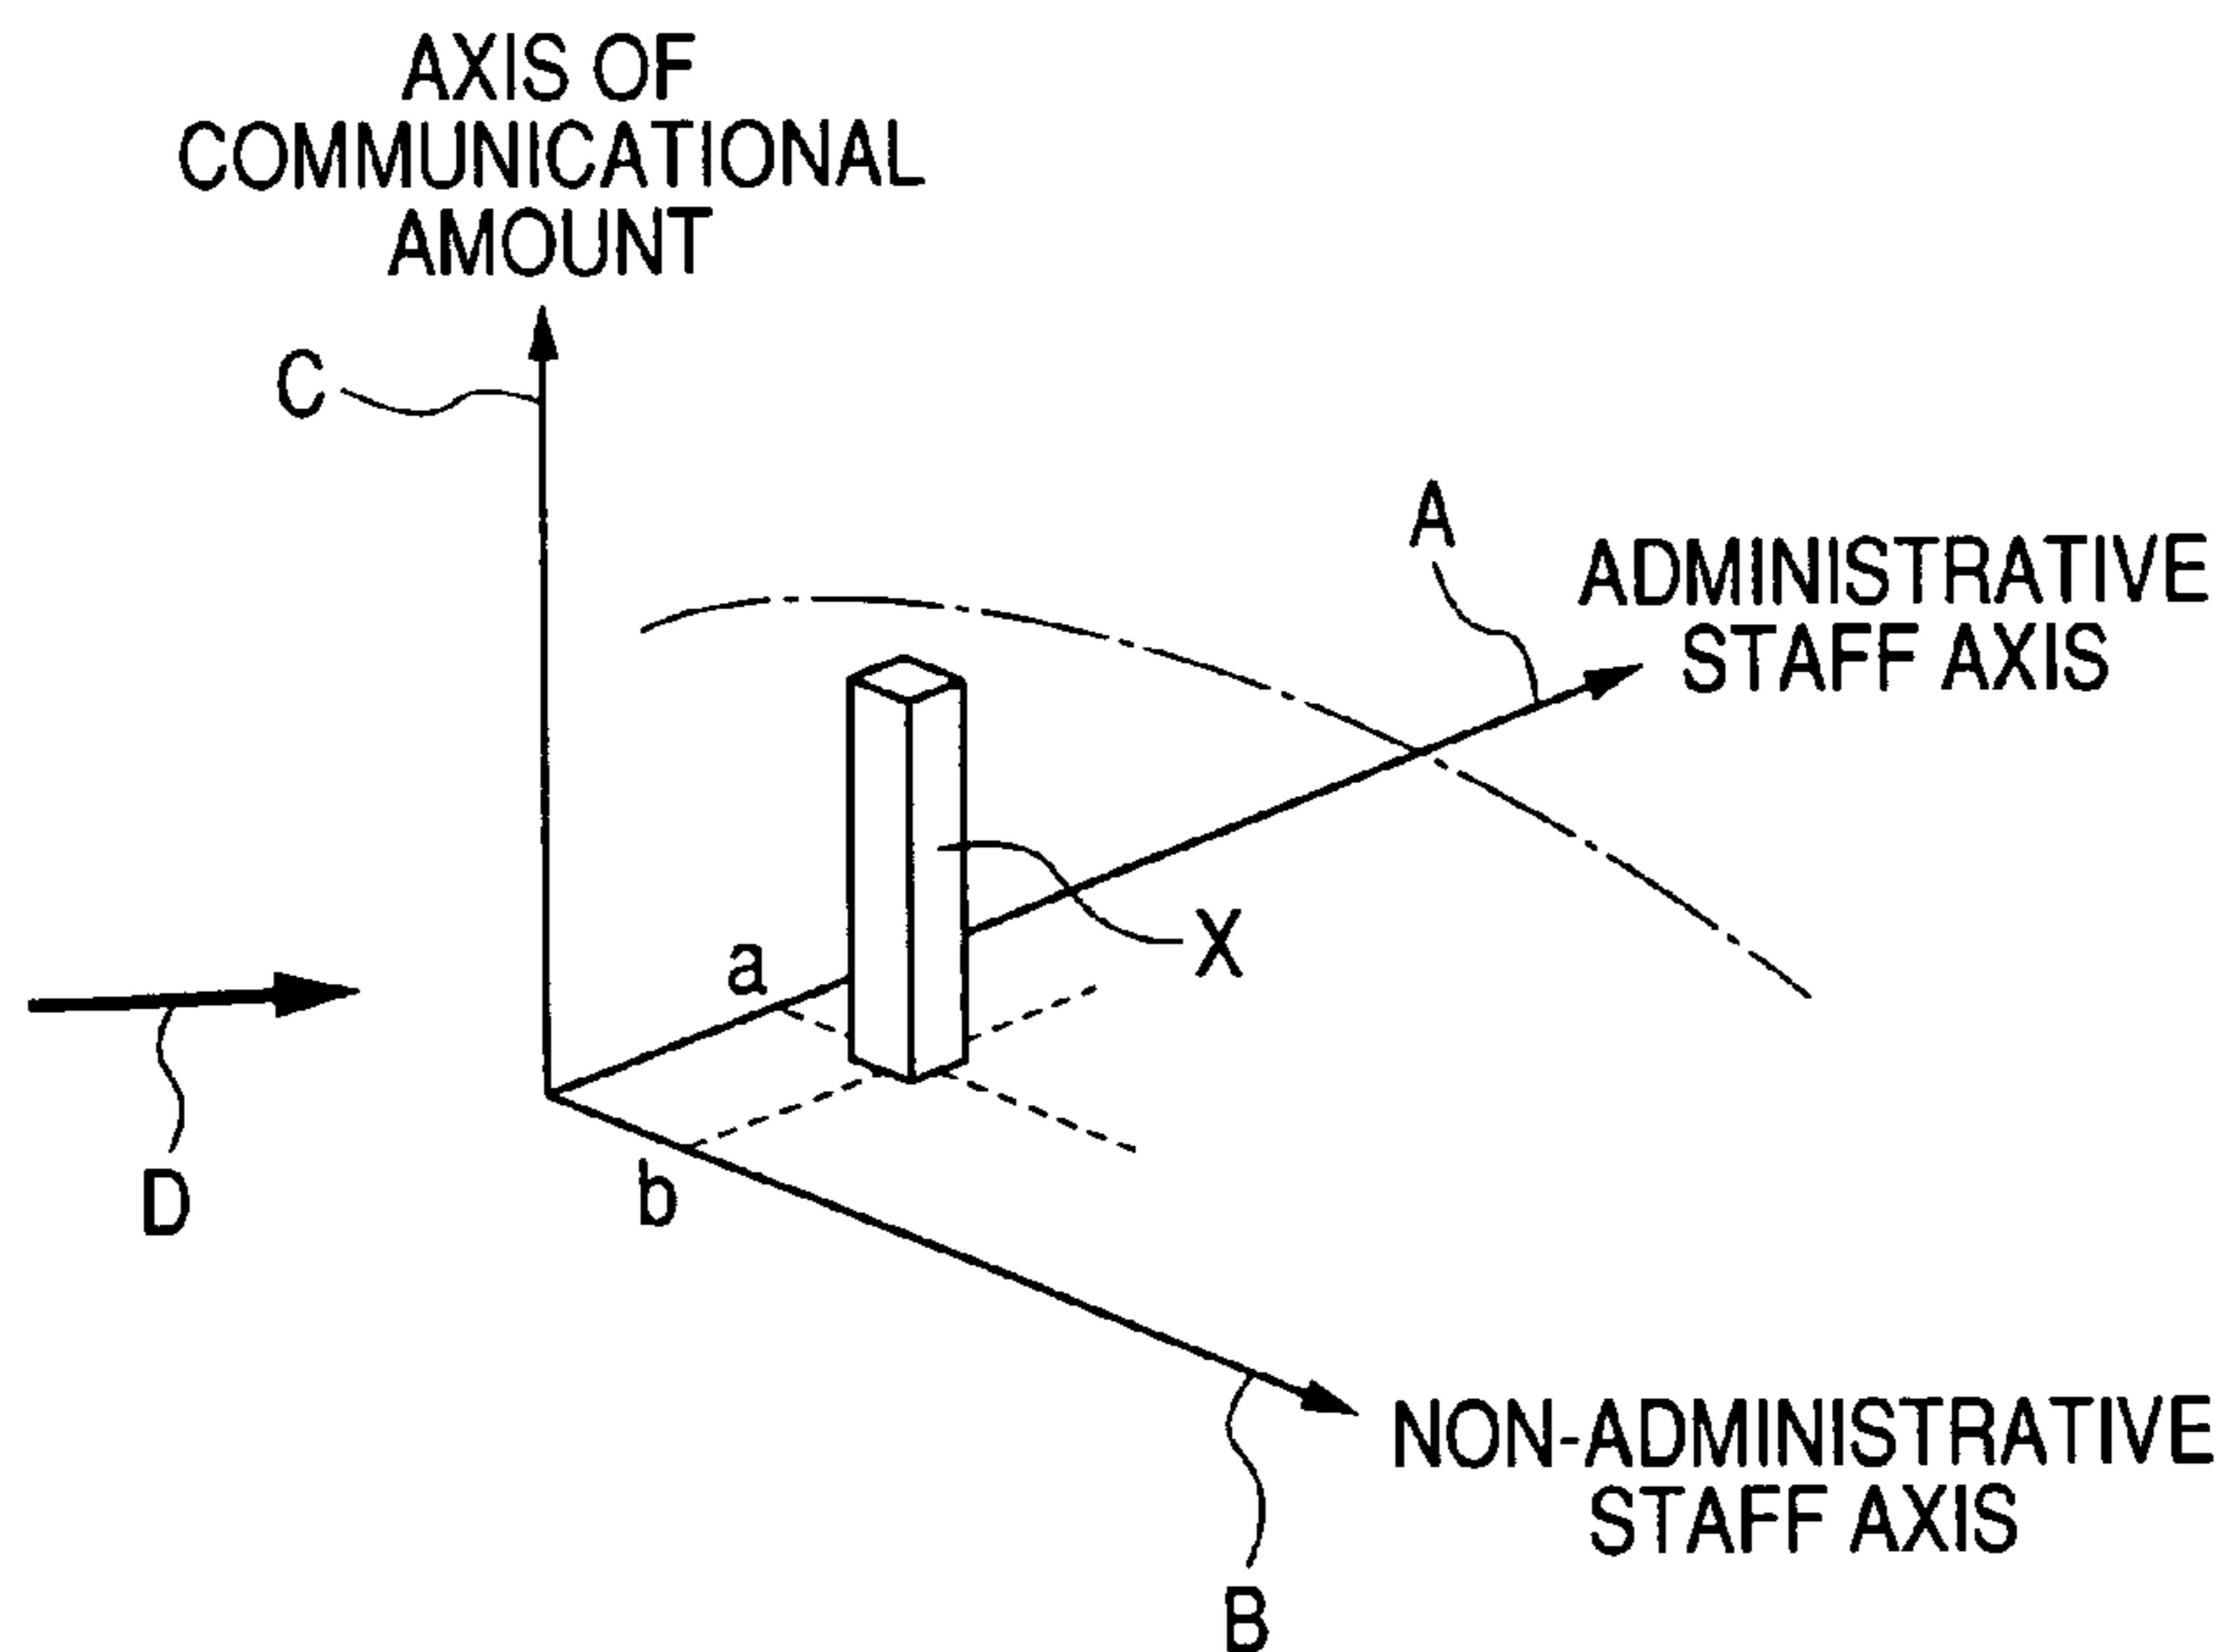 AXIS OF
COMMUNICATIONAL
AMOUNT
C
A
ADMINISTRATIVE
STAFF AXIS
X
a
D
b
NON-ADMINISTRATIVE
STAFF AXIS
B